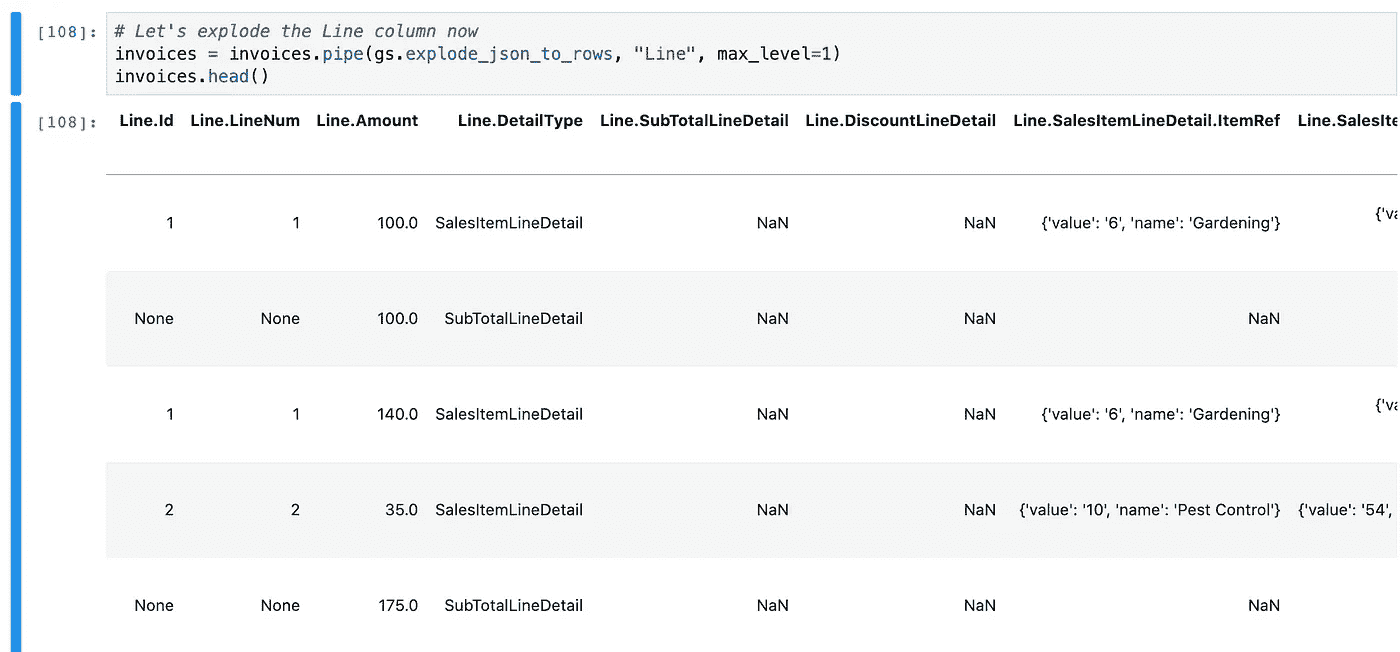 [108]: # Let's explode the Line column now
invoices = invoices.pipe(gs.explode_json_to_rows, "Line", max_level=1)
invoices.head()
[108]: Line.Id Line.LineNum Line.Amount Line.DetailType Line.SubTotalLineDetail Line.DiscountLineDetail Line.SalesItemLineDetail.ItemRef Line.SalesIte
1 1 100.0 SalesItemLineDetail NaN NaN {'value': '6', 'name': 'Gardening'} {'va
None None 100.0 SubTotalLineDetail NaN NaN NaN
1 1 140.0 SalesItemLineDetail NaN NaN {'value': '6', 'name': 'Gardening'} {'va
2 2 35.0 SalesItemLineDetail NaN NaN {'value': '10', 'name': 'Pest Control'} {'value': '54',
None None 175.0 SubTotalLineDetail NaN NaN NaN